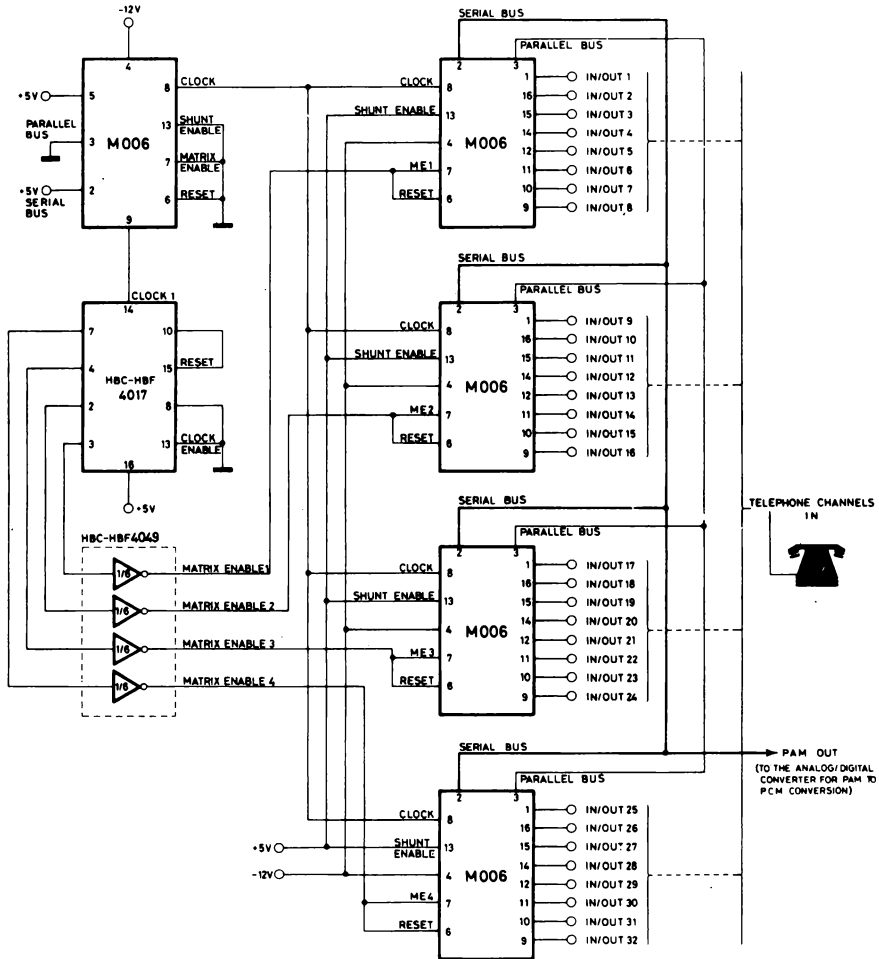 -12V
4
+5V
5
8
CLOCK
PARALLEL
BUS
3
M006
13
SHUNT
ENABLE
7
MATRIX
ENABLE
+5V
SERIAL
BUS
2
6
RESET
9
CLOCK 1
14
7
10
4
15
RESET
HBC-HBF
4017
2
8
3
13
CLOCK
ENABLE
16
+5V
HBC-HBF4049
1/6
MATRIX ENABLE 1
1/6
MATRIX ENABLE 2
1/6
MATRIX ENABLE 3
1/6
MATRIX ENABLE 4
SERIAL BUS
PARALLEL BUS
2
3
CLOCK
8
SHUNT ENABLE
13
4
M006
ME1
7
RESET
6
1
IN/OUT 1
16
IN/OUT 2
15
IN/OUT 3
14
IN/OUT 4
12
IN/OUT 5
11
IN/OUT 6
10
IN/OUT 7
9
IN/OUT 8
SERIAL BUS
PARALLEL BUS
2
3
CLOCK
8
SHUNT ENABLE
13
4
M006
ME2
7
RESET
6
1
IN/OUT 9
16
IN/OUT 10
15
IN/OUT 11
14
IN/OUT 12
12
IN/OUT 13
11
IN/OUT 14
10
IN/OUT 15
9
IN/OUT 16
SERIAL BUS
PARALLEL BUS
2
3
CLOCK
8
SHUNT ENABLE
13
4
M006
ME3
7
RESET
6
1
IN/OUT 17
16
IN/OUT 18
15
IN/OUT 19
14
IN/OUT 20
12
IN/OUT 21
11
IN/OUT 22
10
IN/OUT 23
9
IN/OUT 24
SERIAL BUS
PARALLEL BUS
2
3
CLOCK
8
+5V
SHUNT
ENABLE
13
-12V
4
M006
ME4
7
RESET
6
1
IN/OUT 25
16
IN/OUT 26
15
IN/OUT 27
14
IN/OUT 28
12
IN/OUT 29
11
IN/OUT 30
10
IN/OUT 31
9
IN/OUT 32
TELEPHONE CHANNELS
IN
PAM OUT
(TO THE ANALOG/DIGITAL
CONVERTER FOR PAM TO
PCM CONVERSION)